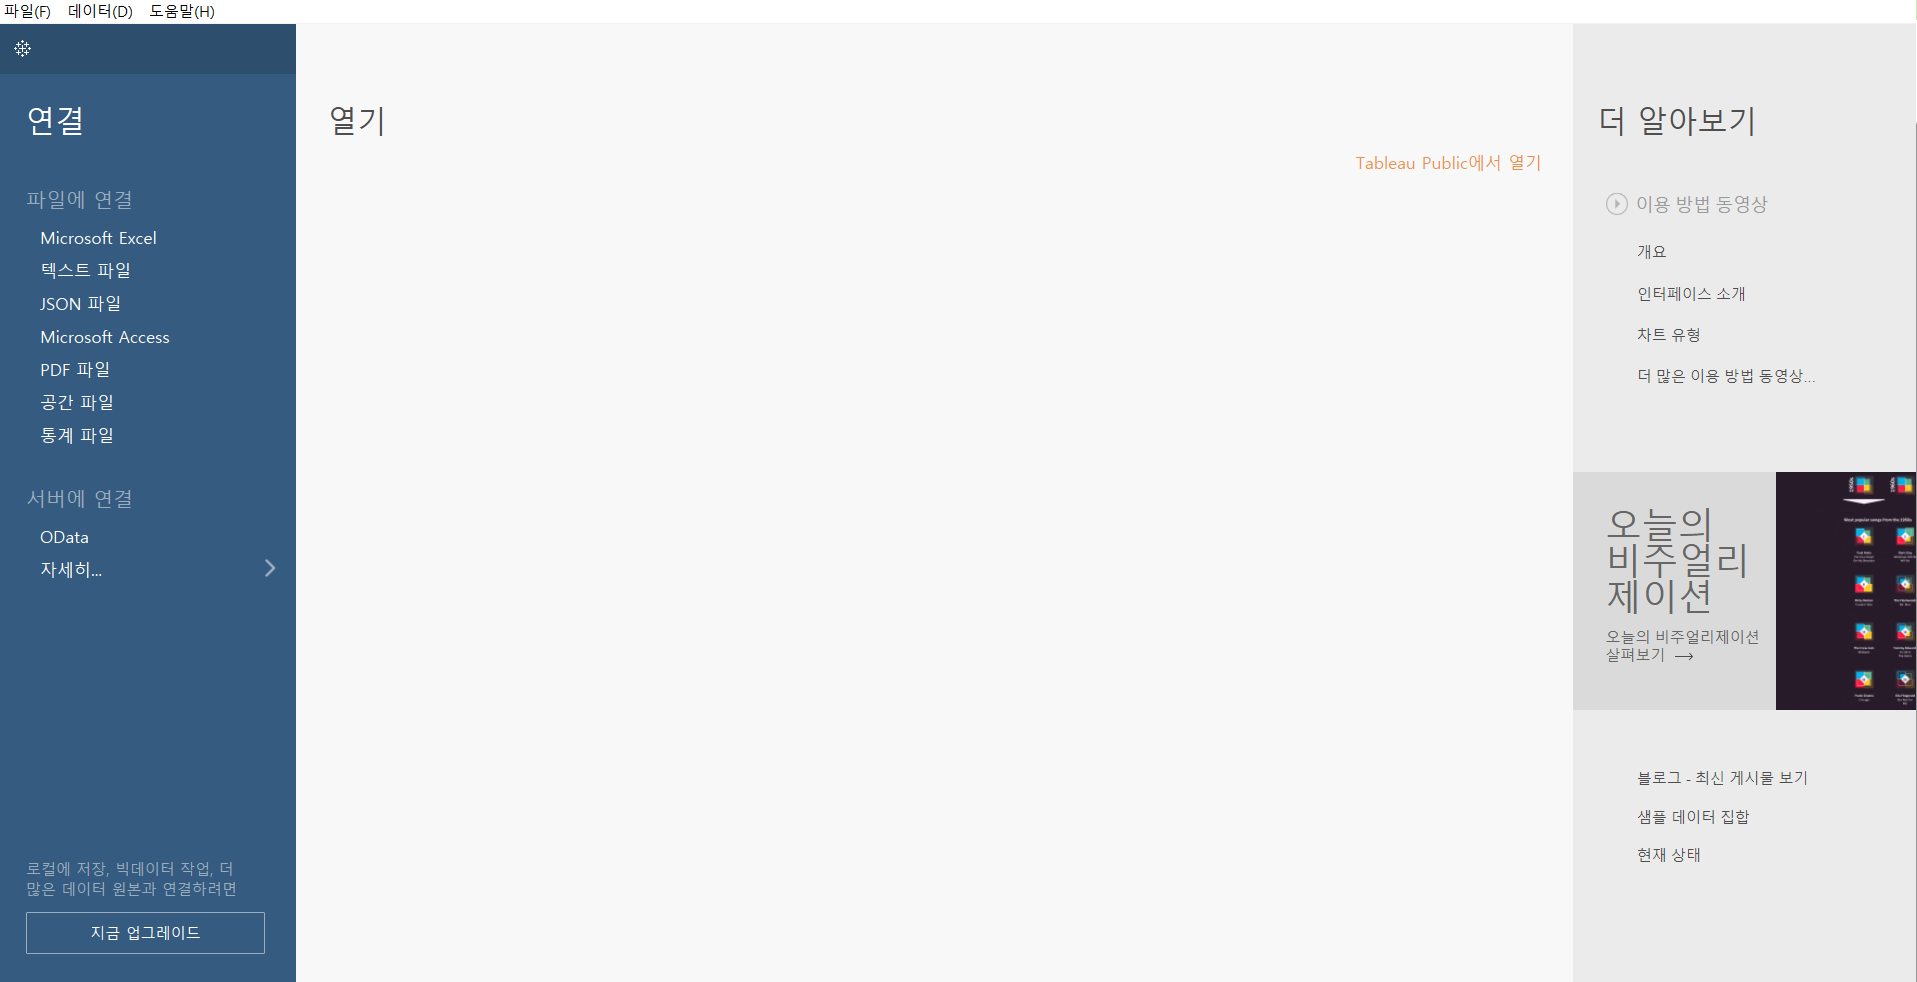 파일(F) 데이터(D) 도움말(H)
연결
파일에 연결
Microsoft Excel
텍스트 파일
JSON 파일
Microsoft Access
PDF 파일
공간 파일
통계 파일
서버에 연결
OData
자세히...
로컬에 저장, 빅데이터 작업, 더
많은 데이터 원본과 연결하려면
지금 업그레이드
열기
Tableau Public에서 열기
더 알아보기
이용 방법 동영상
개요
인터페이스 소개
차트 유형
더 많은 이용 방법 동영상...
오늘의
비주얼리
제이션
오늘의 비주얼리제이션
살펴보기 →
Most popular songs from the 1950s
블로그 - 최신 게시물 보기
샘플 데이터 집합
현재 상태